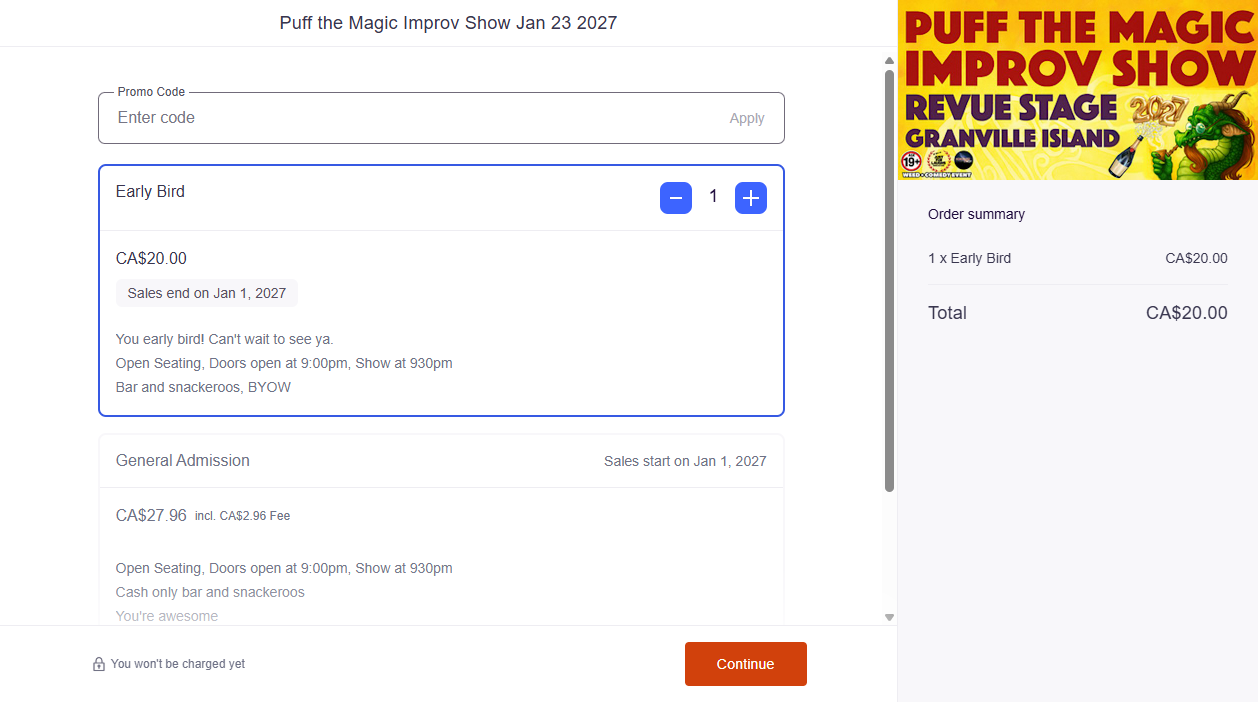 Puff the Magic Improv Show Jan 23 2027
Promo Code
Enter code
Apply
Early Bird
1
CA$20.00
Sales end on Jan 1, 2027
You early bird! Can't wait to see ya.
Open Seating, Doors open at 9:00pm, Show at 930pm
Bar and snackeroos, BYOW
General Admission
Sales start on Jan 1, 2027
CA$27.96 incl. CA$2.96 Fee
Open Seating, Doors open at 9:00pm, Show at 930pm
Cash only bar and snackeroos
You're awesome
You won't be charged yet
Continue
PUFF THE MAGIC
IMPROV SHOW
REVUE STAGE
2027
GRANVILLE ISLAND
19+
WEED + COMEDY EVENT
Order summary
1 x Early Bird CA$20.00
Total CA$20.00